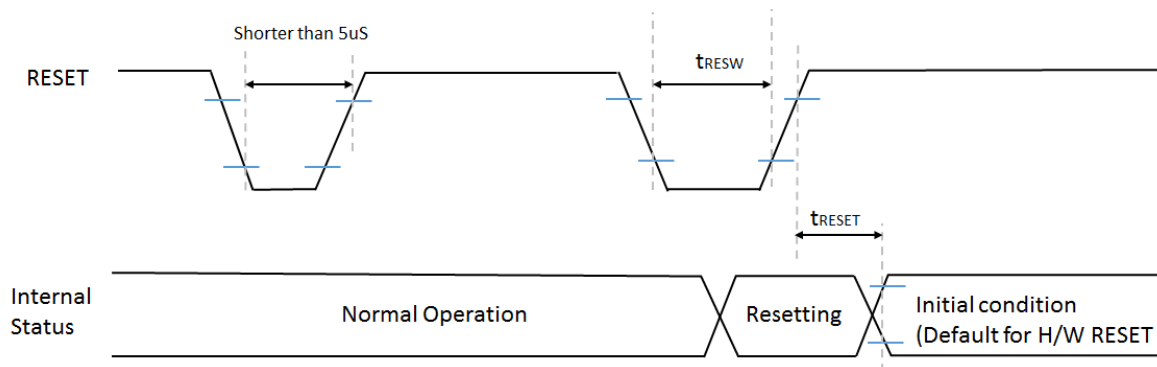 Shorter than 5uS
RESET
tRESW
tRESET
Internal
Status
Normal Operation
Resetting
Initial condition
(Default for H/W RESET